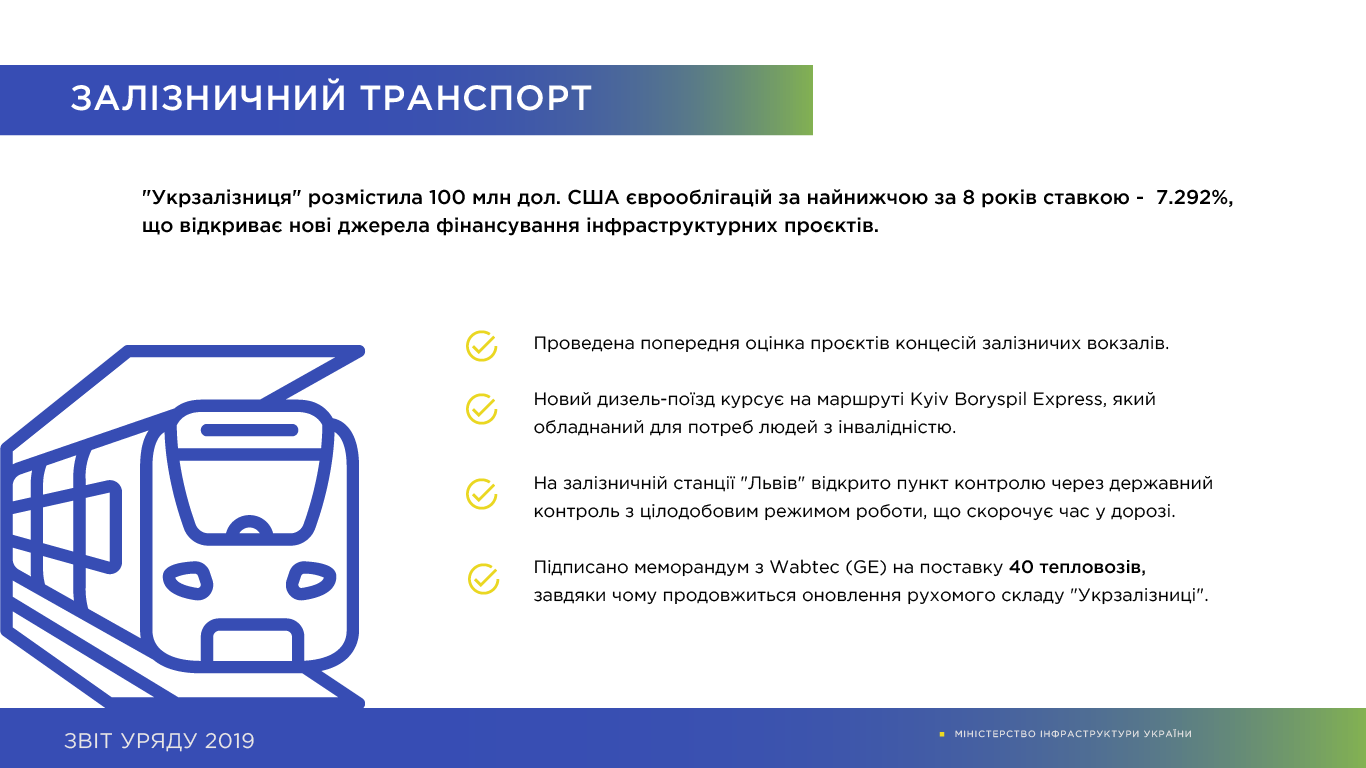 ЗАЛІЗНИЧНИЙ ТРАНСПОРТ
"Укрзалізниця" розмістила 100 млн дол. США єврооблігацій за найнижчою за 8 років ставкою - 7.292%,
що відкриває нові джерела фінансування інфраструктурних проєктів.
Проведена попередня оцінка проєктів концесій залізничих вокзалів.
Новий дизель-поїзд курсує на маршруті Kyiv Boryspil Express, який
обладнаний для потреб людей з інвалідністю.
На залізничній станції "Львів" відкрито пункт контролю через державний
контроль з цілодобовим режимом роботи, що скорочує час у дорозі.
Підписано меморандум з Wabtec (GE) на поставку 40 тепловозів,
завдяки чому продовжиться оновлення рухомого складу "Укрзалізниці".
ЗВІТ УРЯДУ 2019
МІНІСТЕРСТВО ІНФРАСТРУКТУРИ УКРАЇНИ